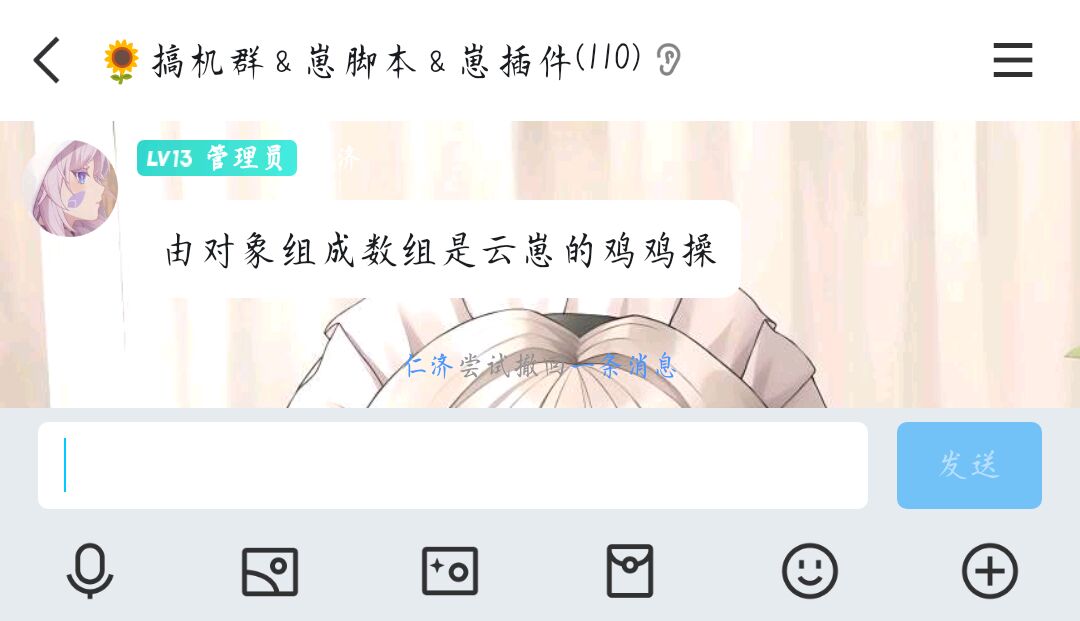 🌻搞机群&崽脚本&崽插件(110)
LV13 管理员 济
由对象组成数组是云崽的鸡鸡操
仁济尝试撤回一条消息
发送